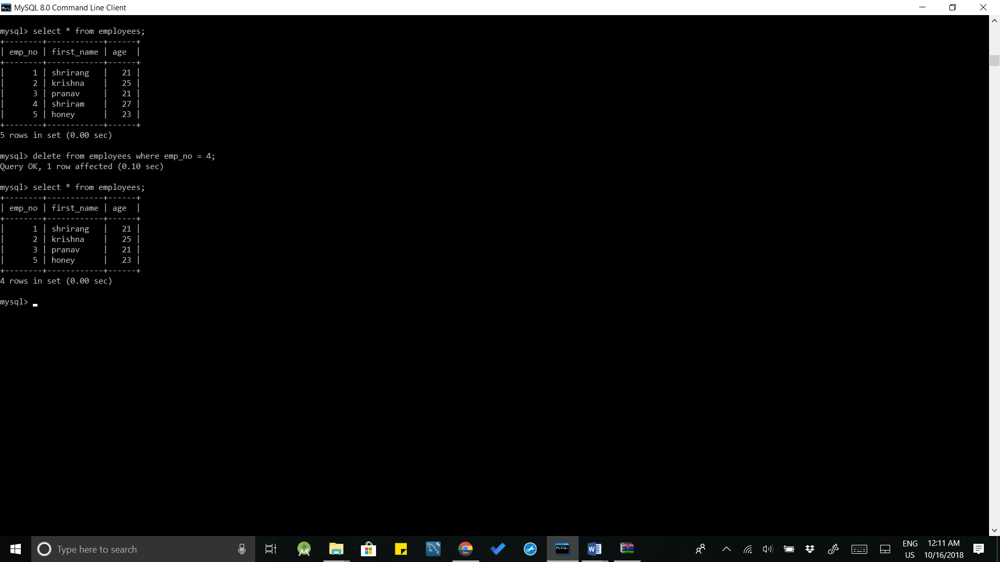 MySQL 8.0 Command Line Client
mysql> select * from employees;
+--------+------------+------+
| emp_no | first_name | age  |
+--------+------------+------+
|      1 | shrirang   |   21 |
|      2 | krishna    |   25 |
|      3 | pranav     |   21 |
|      4 | shriram    |   27 |
|      5 | honey      |   23 |
+--------+------------+------+
5 rows in set (0.00 sec)
mysql> delete from employees where emp_no = 4;
Query OK, 1 row affected (0.10 sec)
mysql> select * from employees;
+--------+------------+------+
| emp_no | first_name | age  |
+--------+------------+------+
|      1 | shrirang   |   21 |
|      2 | krishna    |   25 |
|      3 | pranav     |   21 |
|      5 | honey      |   23 |
+--------+------------+------+
4 rows in set (0.00 sec)
mysql>
Type here to search
ENG
US
12:11 AM
10/16/2018